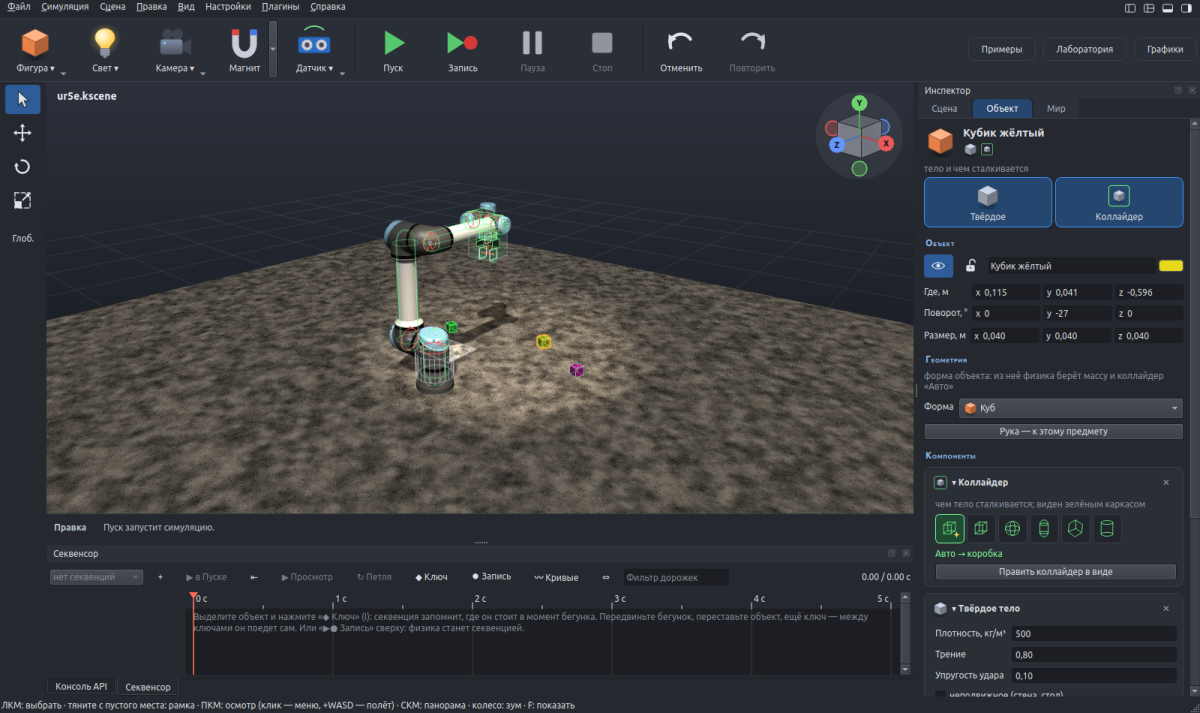 Файл Симуляция Сцена Правка Вид Настройки Плагины Справка
Фигура ▾ Свет ▾ Камера ▾ Магнит Датчик ▾ Пуск Запись Пауза Стоп Отменить Повторить Примеры Лаборатория Графики
ur5e.kscene
Y
Z
X
Глоб.
Инспектор
Сцена Объект Мир
Кубик жёлтый
тело и чем сталкивается
Твёрдое Коллайдер
Объект
Кубик жёлтый
Где, м x 0,115 y 0,041 z -0,596
Поворот, ° x 0 y -27 z 0
Размер, м x 0,040 y 0,040 z 0,040
Геометрия
форма объекта: из неё физика берёт массу и коллайдер
«Авто»
Форма Куб
Рука — к этому предмету
Компоненты
▾ Коллайдер ×
чем тело сталкивается; виден зелёным каркасом
Авто → коробка
Править коллайдер в виде
▾ Твёрдое тело ×
Плотность, кг/м³ 500
Трение 0,80
Упругость удара 0,10
неподвижное (стена, стол)
Правка Пуск запустит симуляцию.
Секвенсор
нет секвенций + ▶ в Пуске ⇤ ▶ Просмотр ↻ Петля ◆ Ключ ● Запись Кривые ⇔ Фильтр дорожек 0.00 / 0.00 с
0 с 1 с 2 с 3 с 4 с 5 с
Выделите объект и нажмите «◆ Ключ» (I): секвенция запомнит, где он стоит в момент бегунка. Передвиньте бегунок, переставьте объект, ещё ключ — между
ключами он поедет сам. Или «▶● Запись» сверху: физика станет секвенцией.
Консоль API Секвенсор
ЛКМ: выбрать · тяните с пустого места: рамка · ПКМ: осмотр (клик — меню, +WASD — полёт) · СКМ: панорама · колесо: зум · F: показать